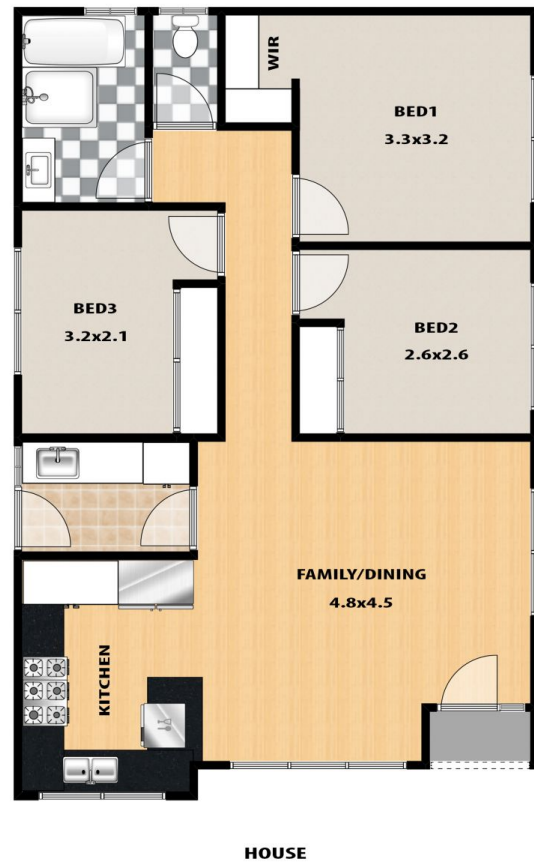 WIR
BED1
3.3x3.2
BED3
3.2x2.1
BED2
2.6x2.6
FAMILY/DINING
4.8x4.5
KITCHEN
HOUSE